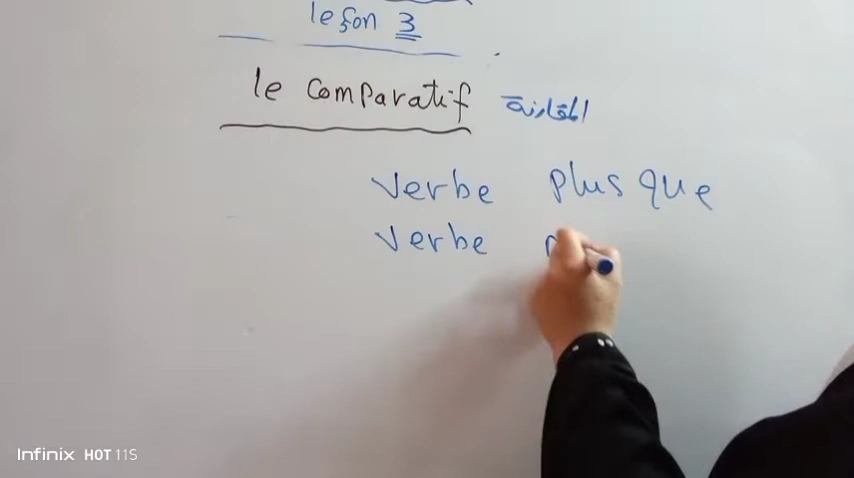 leçon 3
le comparatif المقارنة
verbe plus que
verbe
Infinix HOT 11S